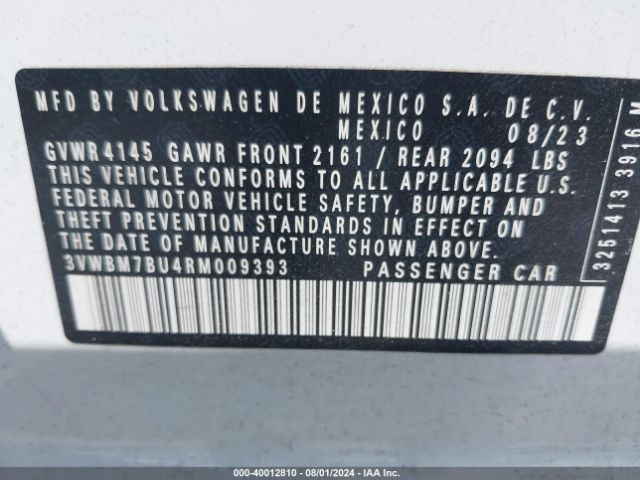 MFD BY VOLKSWAGEN DE MEXICO S.A. DE C.V.
MEXICO 08/23
GVWR4145 GAWR FRONT 2161 / REAR 2094 LBS
THIS VEHICLE CONFORMS TO ALL APPLICABLE U.S.
FEDERAL MOTOR VEHICLE SAFETY, BUMPER AND
THEFT PREVENTION STANDARDS IN EFFECT ON
THE DATE OF MANUFACTURE SHOWN ABOVE.
3VWBM7BU4RM009393 PASSENGER CAR
3251413 3916 M
000-40012810 - 08/01/2024 - IAA Inc.